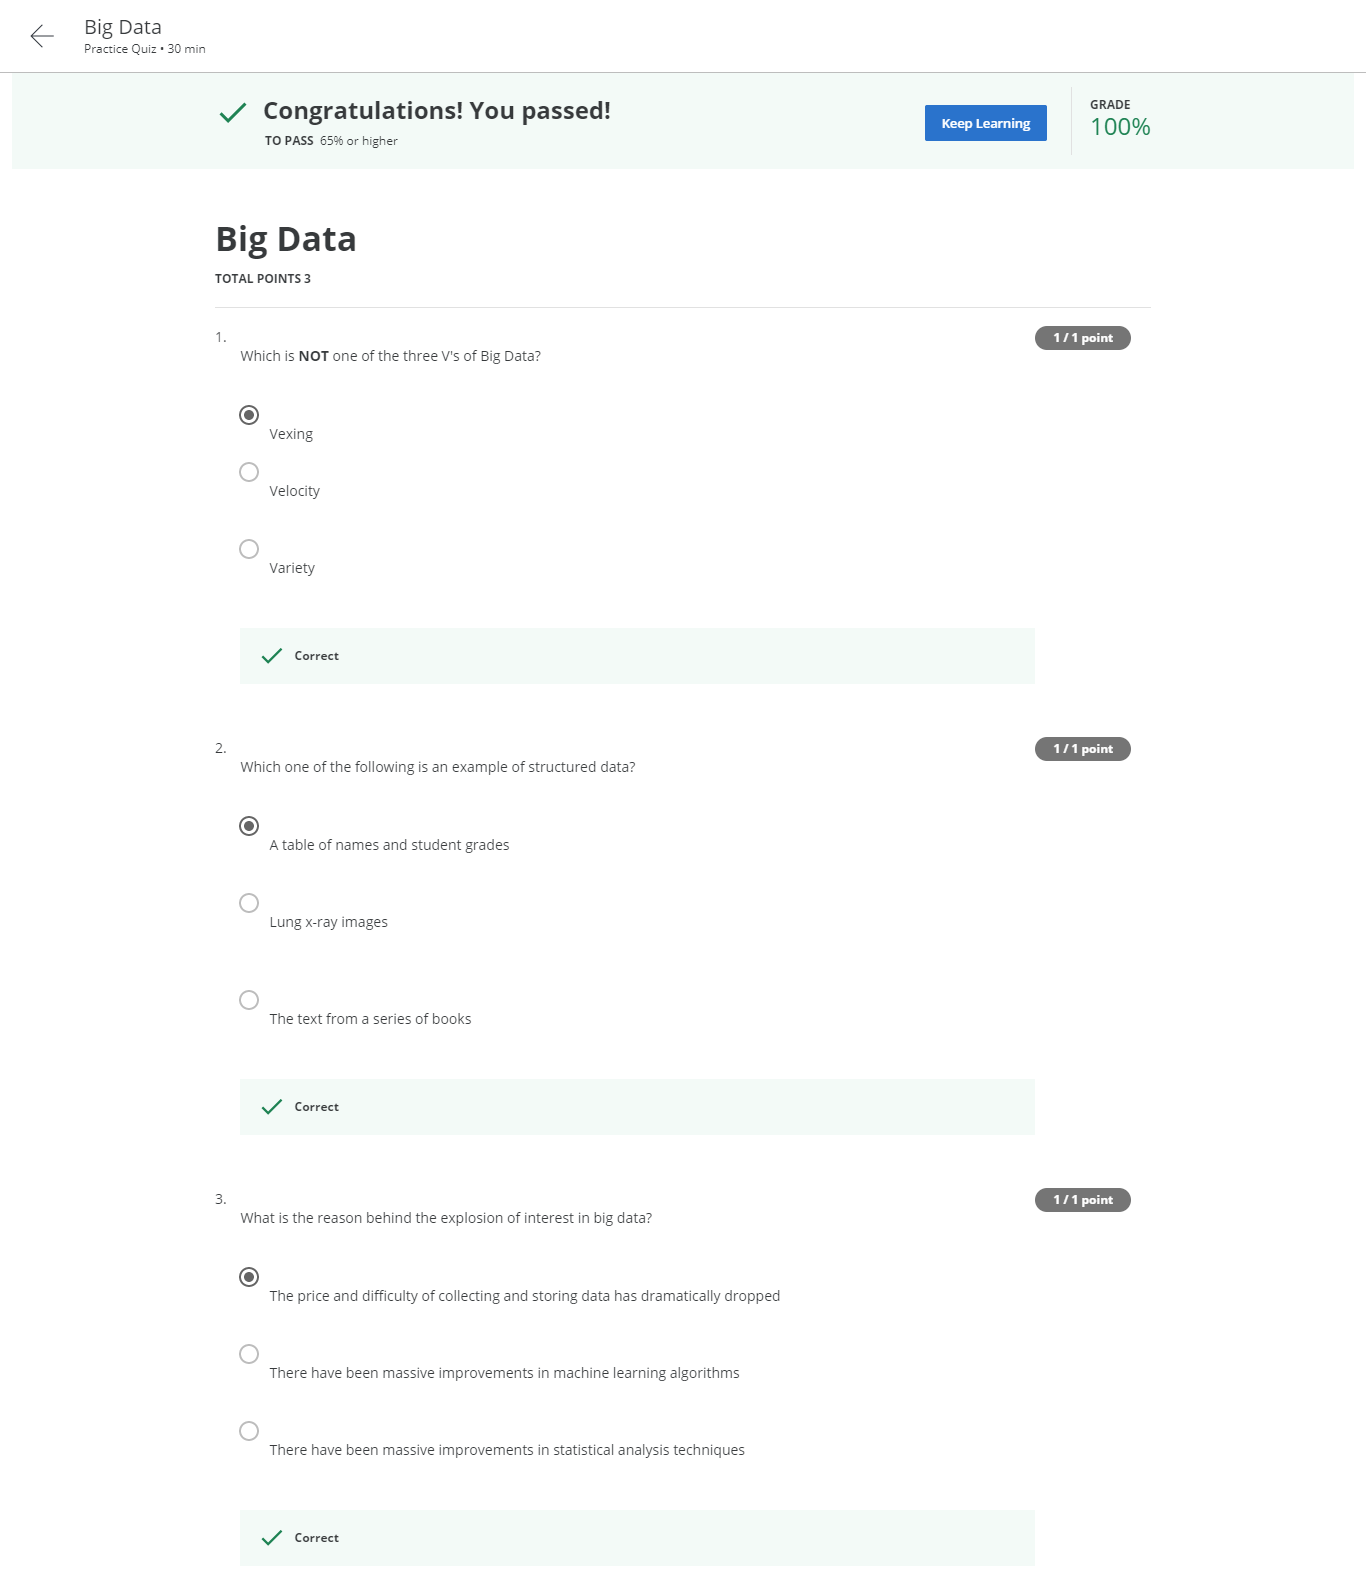 Big Data
Practice Quiz • 30 min
Congratulations! You passed!
TO PASS 65% or higher
Keep Learning
GRADE
100%
Big Data
TOTAL POINTS 3
1.
1 / 1 point
Which is NOT one of the three V's of Big Data?
Vexing
Velocity
Variety
Correct
2.
1 / 1 point
Which one of the following is an example of structured data?
A table of names and student grades
Lung x-ray images
The text from a series of books
Correct
3.
1 / 1 point
What is the reason behind the explosion of interest in big data?
The price and difficulty of collecting and storing data has dramatically dropped
There have been massive improvements in machine learning algorithms
There have been massive improvements in statistical analysis techniques
Correct